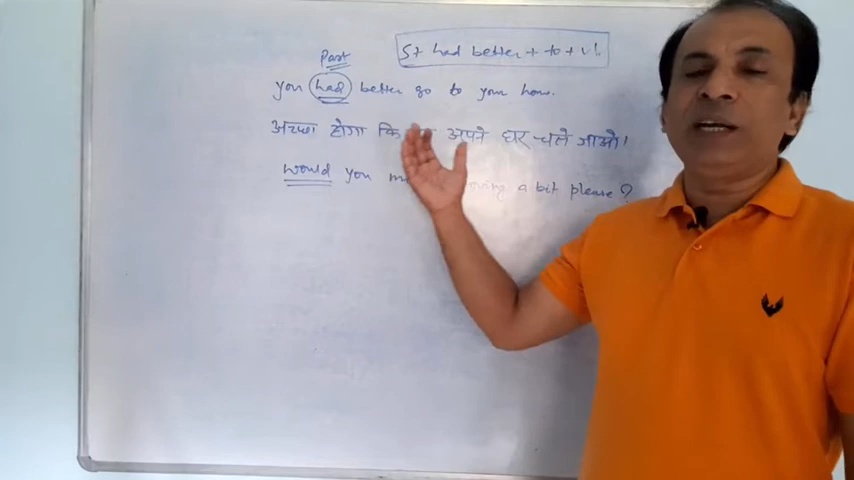 Past
S+ had better + to + v1.
you had better go to your home.
अच्छा होगा कि अपने घर चले जाओ।
would you moving a bit please?